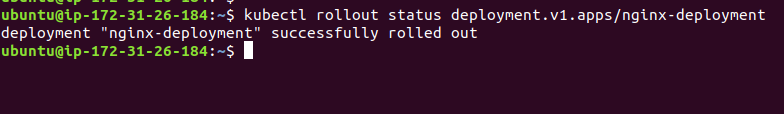 ubuntu@ip-172-31-26-184:~$ kubectl rollout status deployment.v1.apps/nginx-deployment
deployment "nginx-deployment" successfully rolled out
ubuntu@ip-172-31-26-184:~$